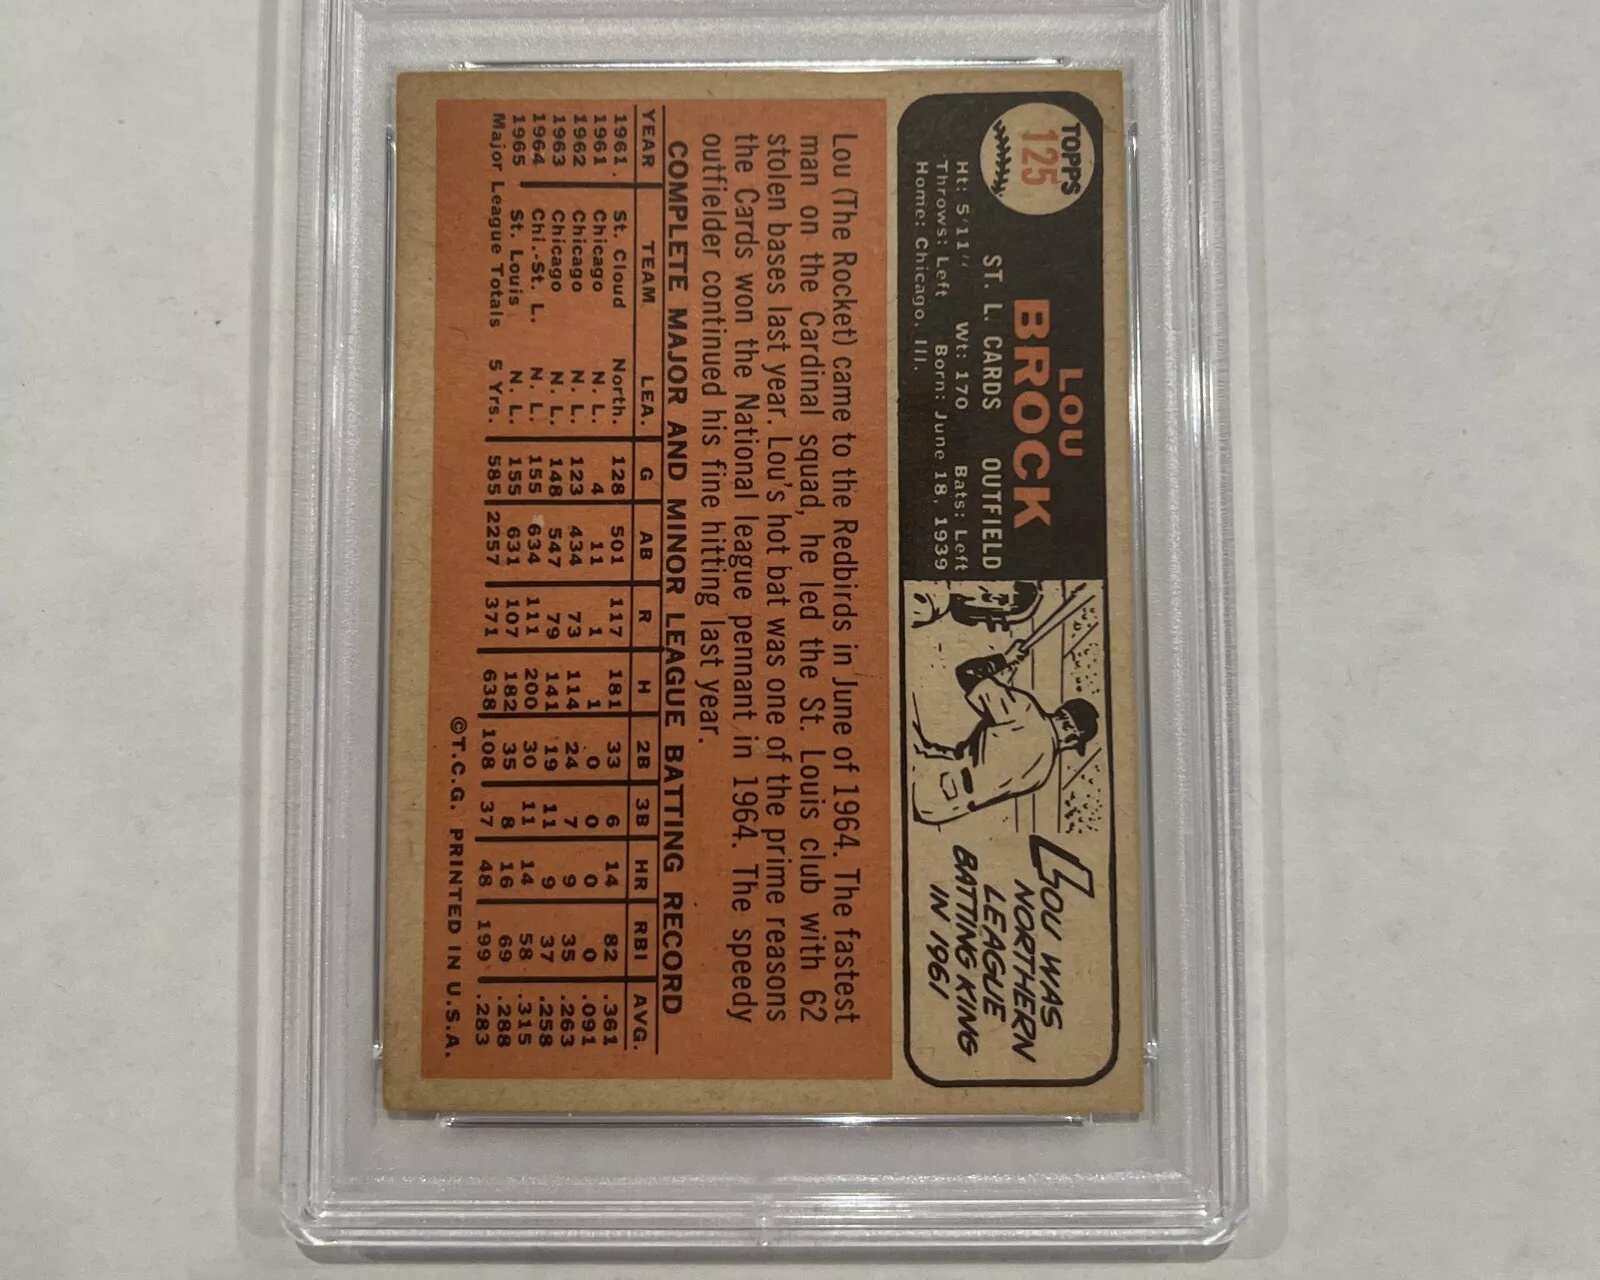 TOPPS
125
LOU
BROCK
ST. L. CARDS OUTFIELD
Ht: 5'11" Wt: 170 Bats: Left
Throws: Left Born: June 18, 1939
Home: Chicago, Ill.
LOU WAS
NORTHERN
LEAGUE
BATTING KING
IN 1961
Lou (The Rocket) came to the Redbirds in June of 1964. The fastest
man on the Cardinal squad, he led the St. Louis club with 62
stolen bases last year. Lou's hot bat was one of the prime reasons
the Cards won the National league pennant in 1964. The speedy
outfielder continued his fine hitting last year.
COMPLETE MAJOR AND MINOR LEAGUE BATTING RECORD
YEAR TEAM LEA. G AB R H 2B 3B HR RBI AVG.
1961. St. Cloud North. 128 501 117 181 33 6 14 82 .361
1961 Chicago N. L. 4 11 1 1 0 0 0 0 .091
1962 Chicago N. L. 123 434 73 114 24 7 9 35 .263
1963 Chicago N. L. 148 547 79 141 19 11 9 37 .258
1964 Chi.-St. L. N. L. 155 634 111 200 30 11 14 58 .315
1965 St. Louis N. L. 155 631 107 182 35 8 16 69 .288
Major League Totals 5 Yrs. 585 2257 371 638 108 37 48 199 .283
©T.C.G. PRINTED IN U.S.A.